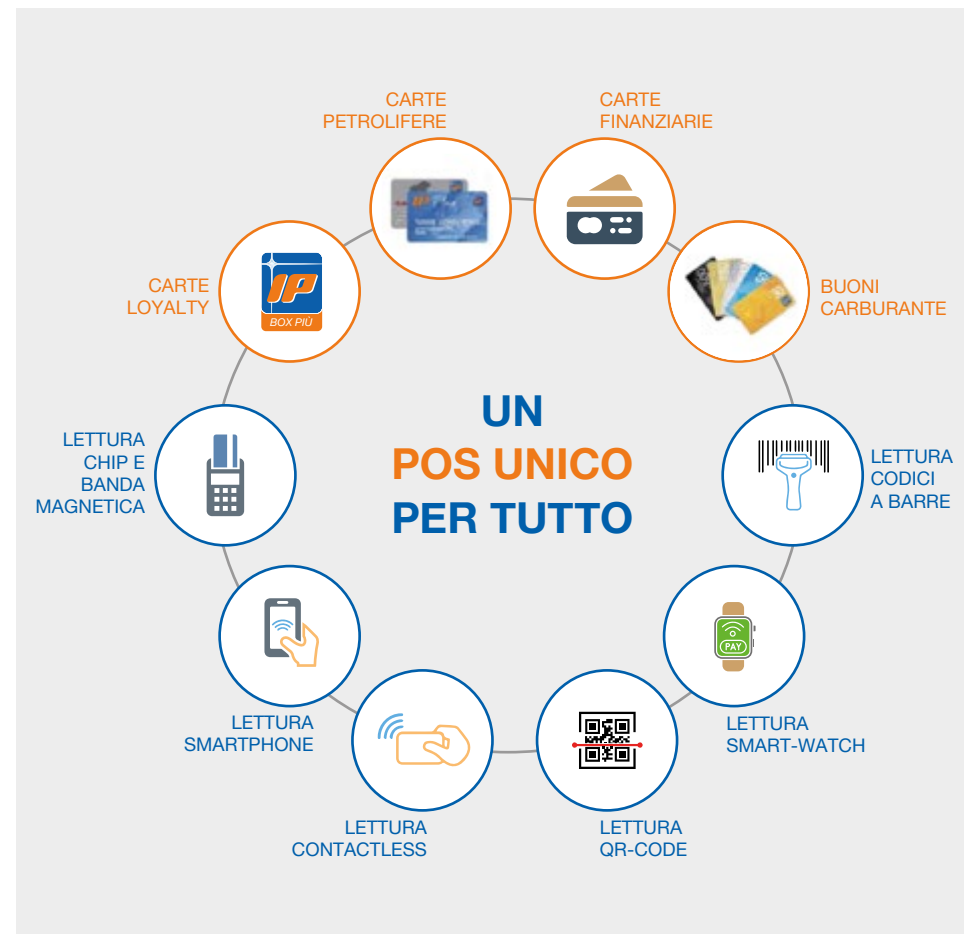 CARTE
PETROLIFERE
CARTE
FINANZIARIE
CARTE
LOYALTY
IP
BOX PIÙ
BUONI
CARBURANTE
UN
POS UNICO
PER TUTTO
LETTURA
CHIP E
BANDA
MAGNETICA
LETTURA
CODICI
A BARRE
PAY
LETTURA
SMARTPHONE
LETTURA
SMART-WATCH
LETTURA
CONTACTLESS
LETTURA
QR-CODE